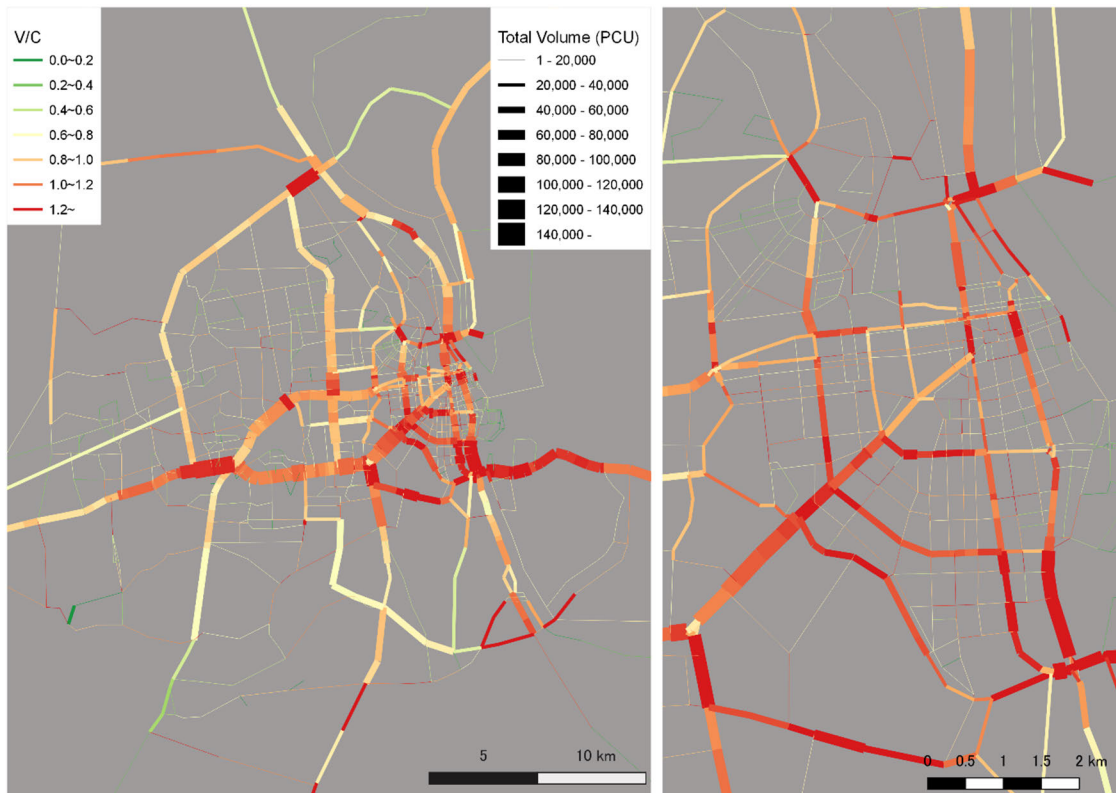 V/C
0.0~0.2
0.2~0.4
0.4~0.6
0.6~0.8
0.8~1.0
1.0~1.2
1.2~
Total Volume (PCU)
1 - 20,000
20,000 - 40,000
40,000 - 60,000
60,000 - 80,000
80,000 - 100,000
100,000 - 120,000
120,000 - 140,000
140,000 -
5 10 km
0 0.5 1 1.5 2 km